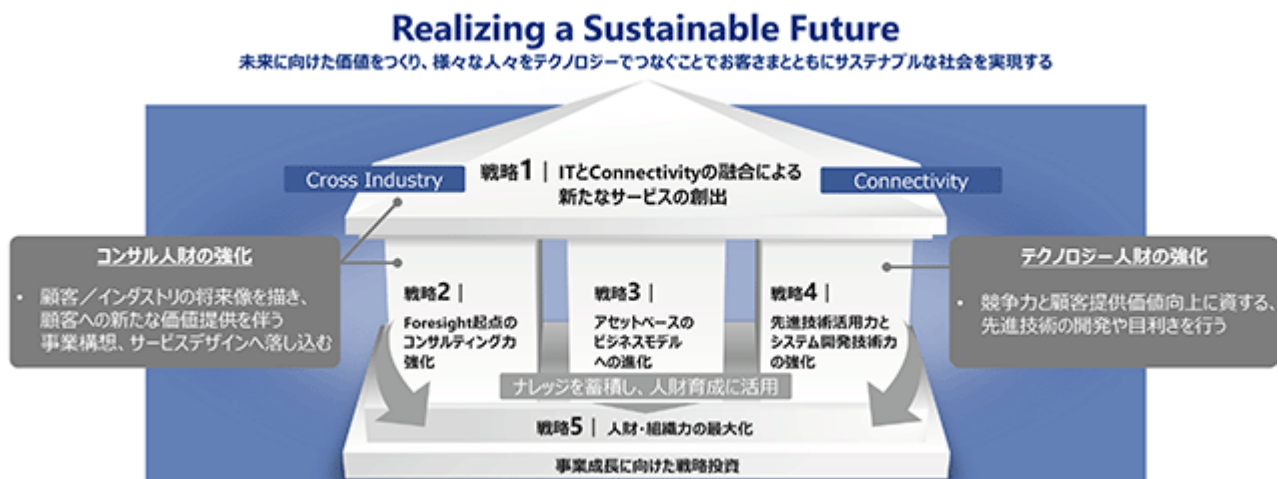 Realizing a Sustainable Future
未来に向けた価値をつくり、様々な人々をテクノロジーでつなぐことでお客さまとともにサステナブルな社会を実現する
Cross Industry
戦略1｜ITとConnectivityの融合による
新たなサービスの創出
Connectivity
コンサル人財の強化
• 顧客／インダストリの将来像を描き、
顧客への新たな価値提供を伴う
事業構想、サービスデザインへ落し込む
戦略2｜
Foresight起点の
コンサルティング力
強化
戦略3｜
アセットベースの
ビジネスモデル
への進化
戦略4｜
先進技術活用力と
システム開発技術力
の強化
テクノロジー人財の強化
• 競争力と顧客提供価値向上に資する、
先進技術の開発や目利きを行う
ナレッジを蓄積し、人財育成に活用
戦略5｜人財・組織力の最大化
事業成長に向けた戦略投資